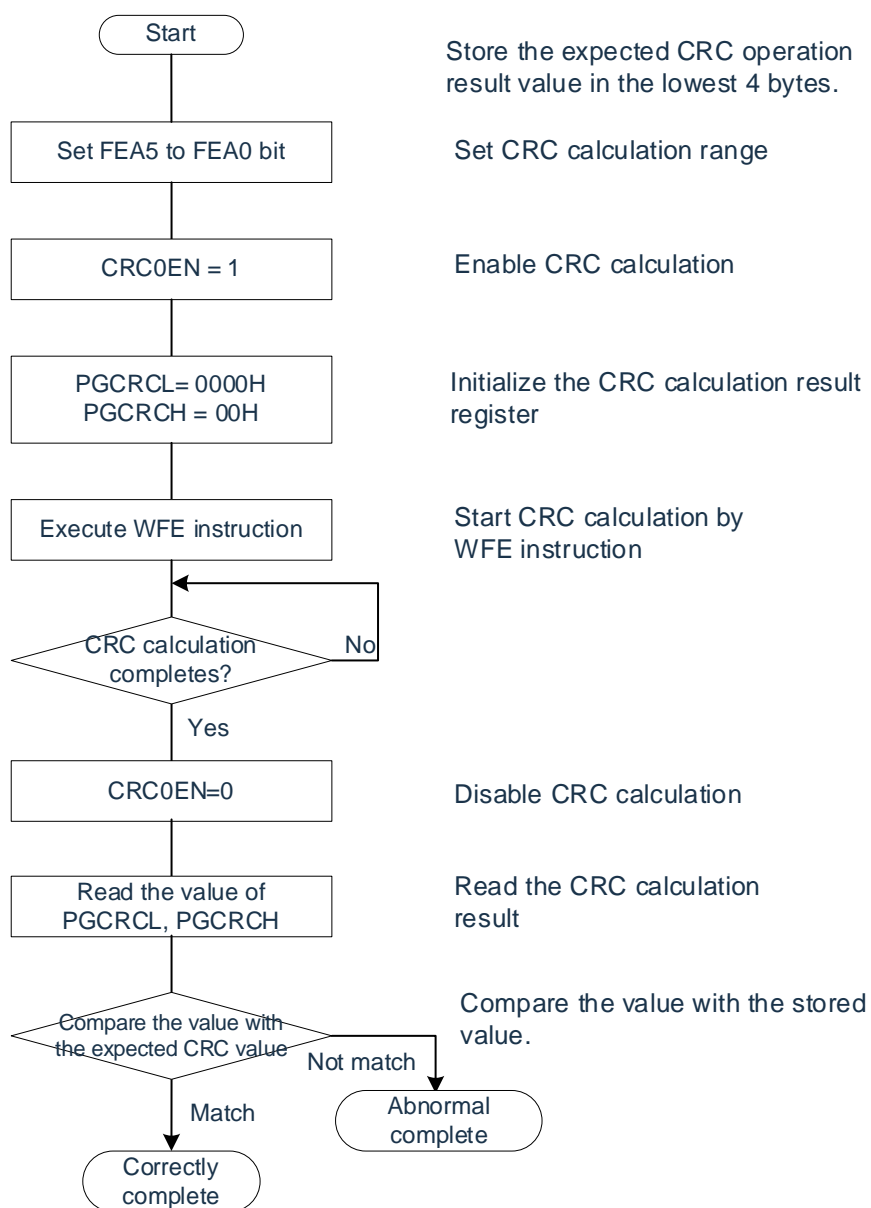 Start
Store the expected CRC operation
result value in the lowest 4 bytes.
Set FEA5 to FEA0 bit
Set CRC calculation range
CRC0EN = 1
Enable CRC calculation
PGCRCL= 0000H
PGCRCH = 00H
Initialize the CRC calculation result
register
Execute WFE instruction
Start CRC calculation by
WFE instruction
CRC calculation
completes?
No
Yes
CRC0EN=0
Disable CRC calculation
Read the value of
PGCRCL, PGCRCH
Read the CRC calculation
result
Compare the value with
the expected CRC value
Compare the value with the stored
value.
Not match
Match
Abnormal
complete
Correctly
complete